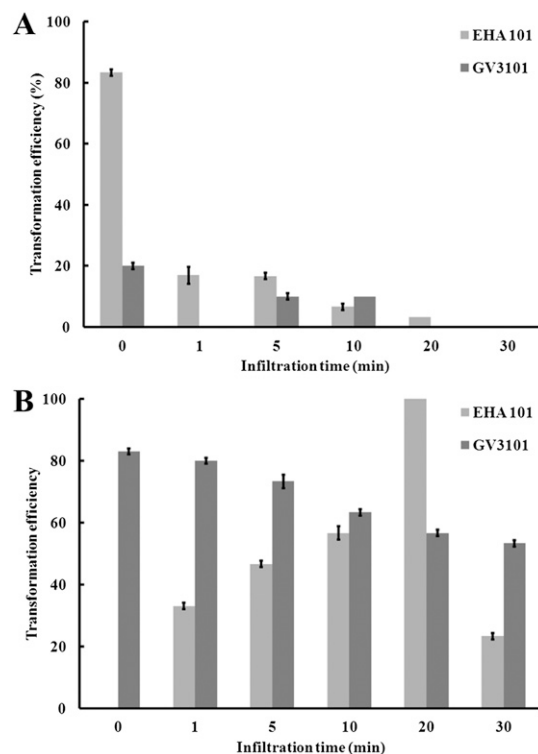 A
100
80
60
40
20
0
Transformation efficiency (%)
EHA 101
GV3101
0 1 5 10 20 30
Infiltration time (min)
B
100
80
60
40
20
0
Transformation efficiency
EHA 101
GV3101
0 1 5 10 20 30
Infiltration time (min)